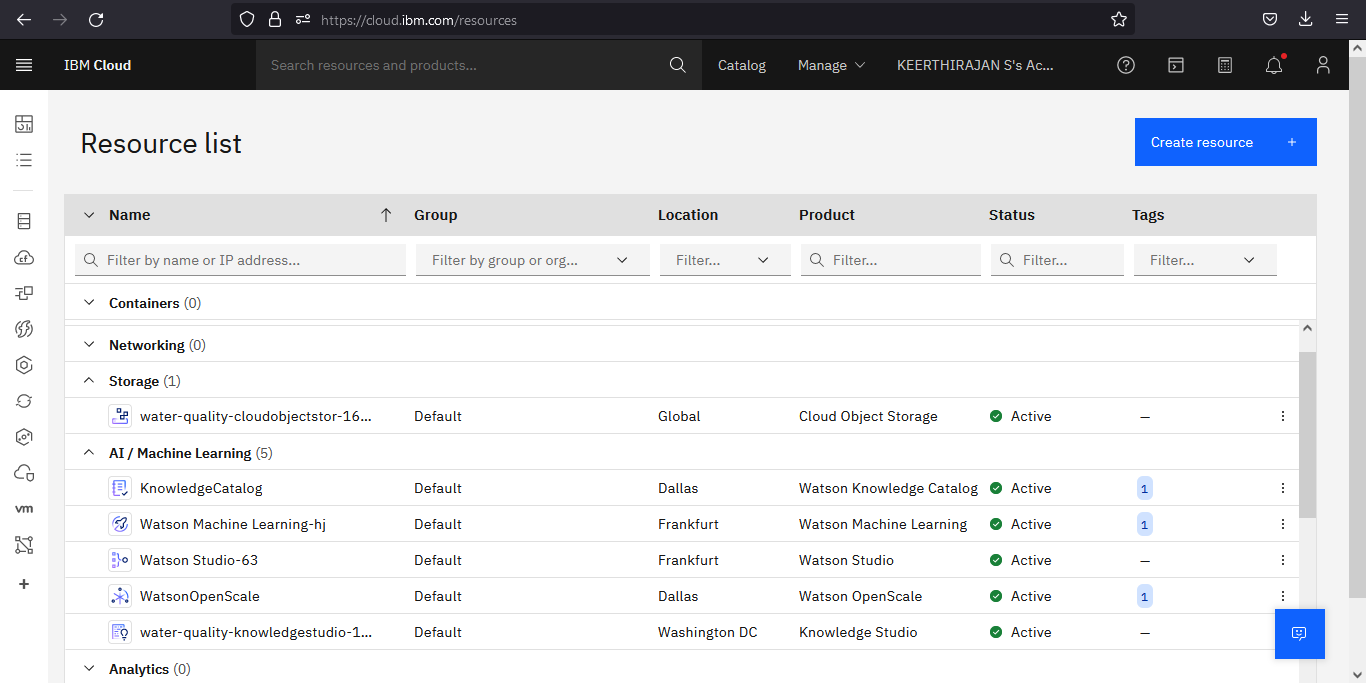 https://cloud.ibm.com/resources
IBM Cloud
Search resources and products...
Catalog
Manage
KEERTHIRAJAN S's Ac...
Resource list
Create resource +
Name Group Location Product Status Tags
Filter by name or IP address... Filter by group or org... Filter... Filter... Filter... Filter...
Containers (0)
Networking (0)
Storage (1)
water-quality-cloudobjectstor-16... Default Global Cloud Object Storage Active –
AI / Machine Learning (5)
KnowledgeCatalog Default Dallas Watson Knowledge Catalog Active 1
Watson Machine Learning-hj Default Frankfurt Watson Machine Learning Active 1
Watson Studio-63 Default Frankfurt Watson Studio Active –
WatsonOpenScale Default Dallas Watson OpenScale Active 1
water-quality-knowledgestudio-1... Default Washington DC Knowledge Studio Active –
Analytics (0)
cf
vm
+